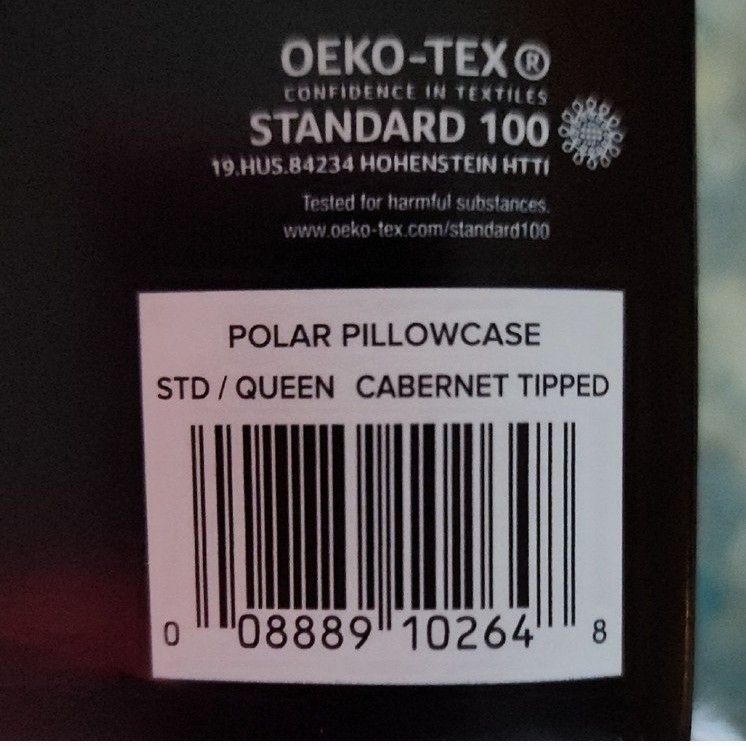 OEKO-TEX®
CONFIDENCE IN TEXTILES
STANDARD 100
19.HUS.84234 HOHENSTEIN HTTI
Tested for harmful substances.
www.oeko-tex.com/standard100
POLAR PILLOWCASE
STD / QUEEN CABERNET TIPPED
0 08889 10264 8